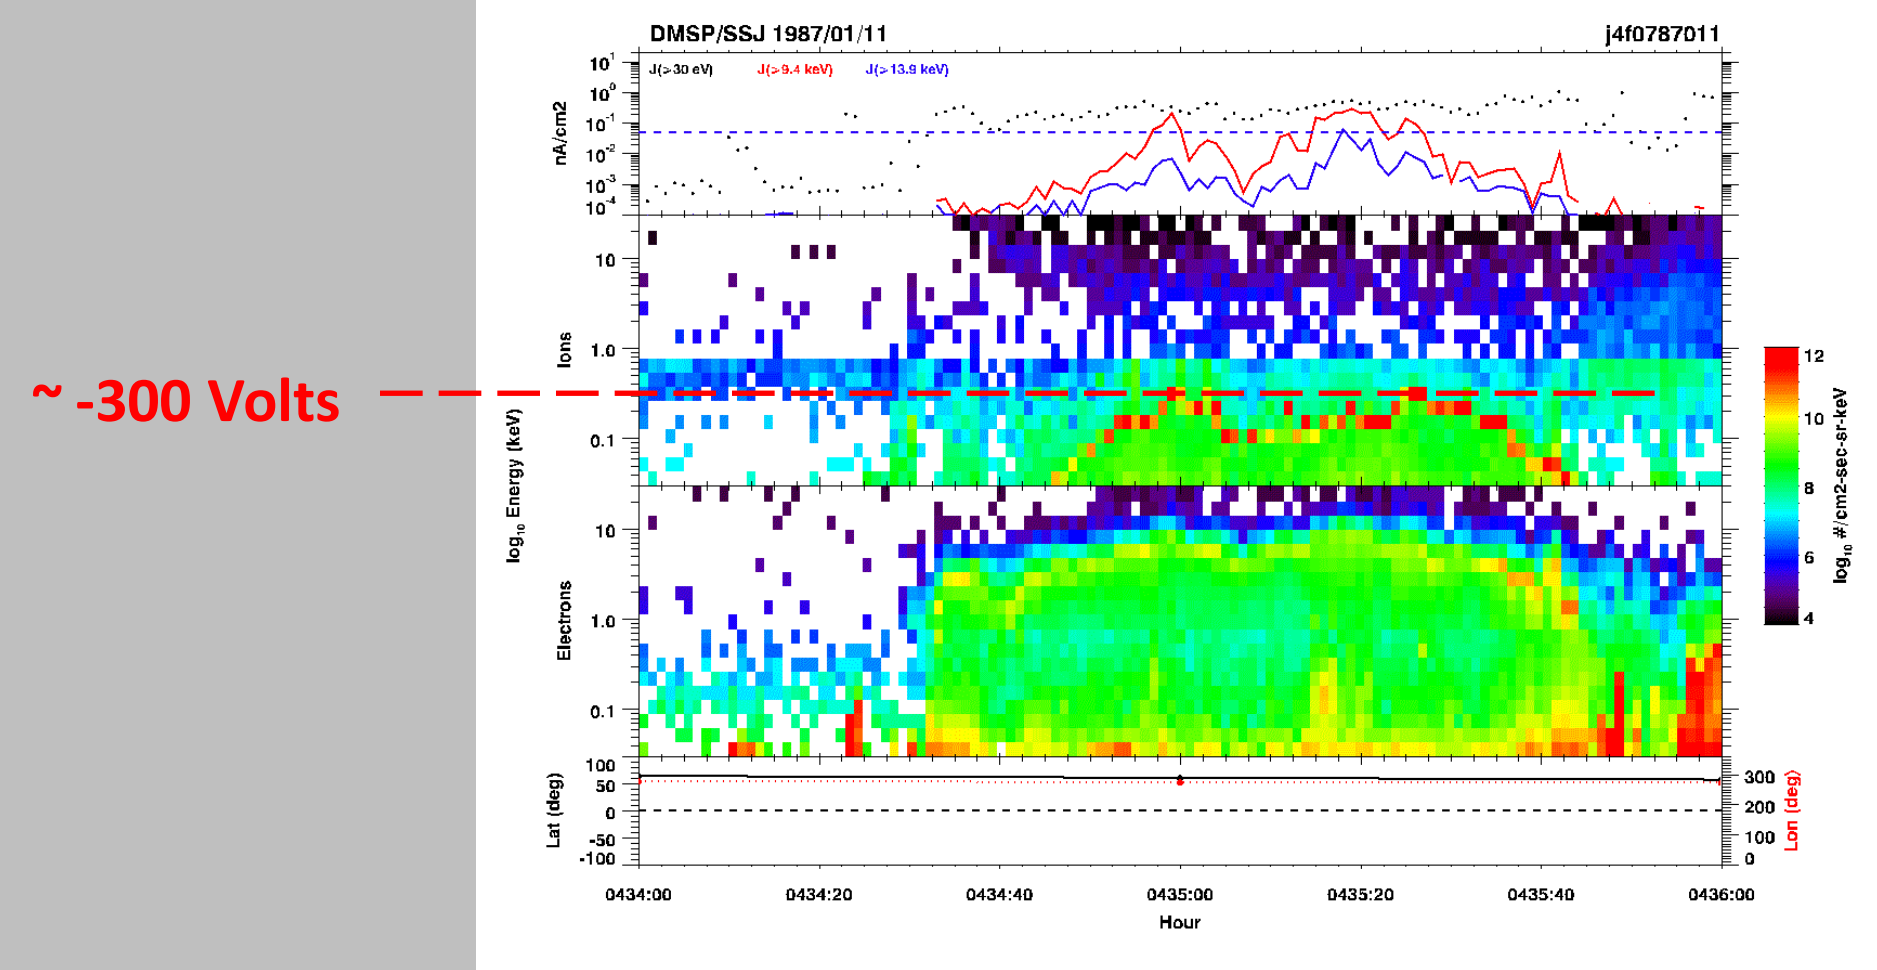 DMSP/SSJ 1987/01/11 j4f0787011
J(>30 eV) J(>9.4 keV) J(>13.9 keV)
10¹
10⁰
10⁻¹
10⁻²
10⁻³
10⁻⁴
nA/cm2
~ -300 Volts
10
1.0
0.1
Ions
log₁₀ Energy (keV)
10
1.0
0.1
Electrons
12
10
8
6
4
log₁₀ #/cm2-sec-sr-keV
100
50
0
-50
-100
Lat (deg)
300
200
100
0
Lon (deg)
0434:00 0434:20 0434:40 0435:00 0435:20 0435:40 0436:00
Hour